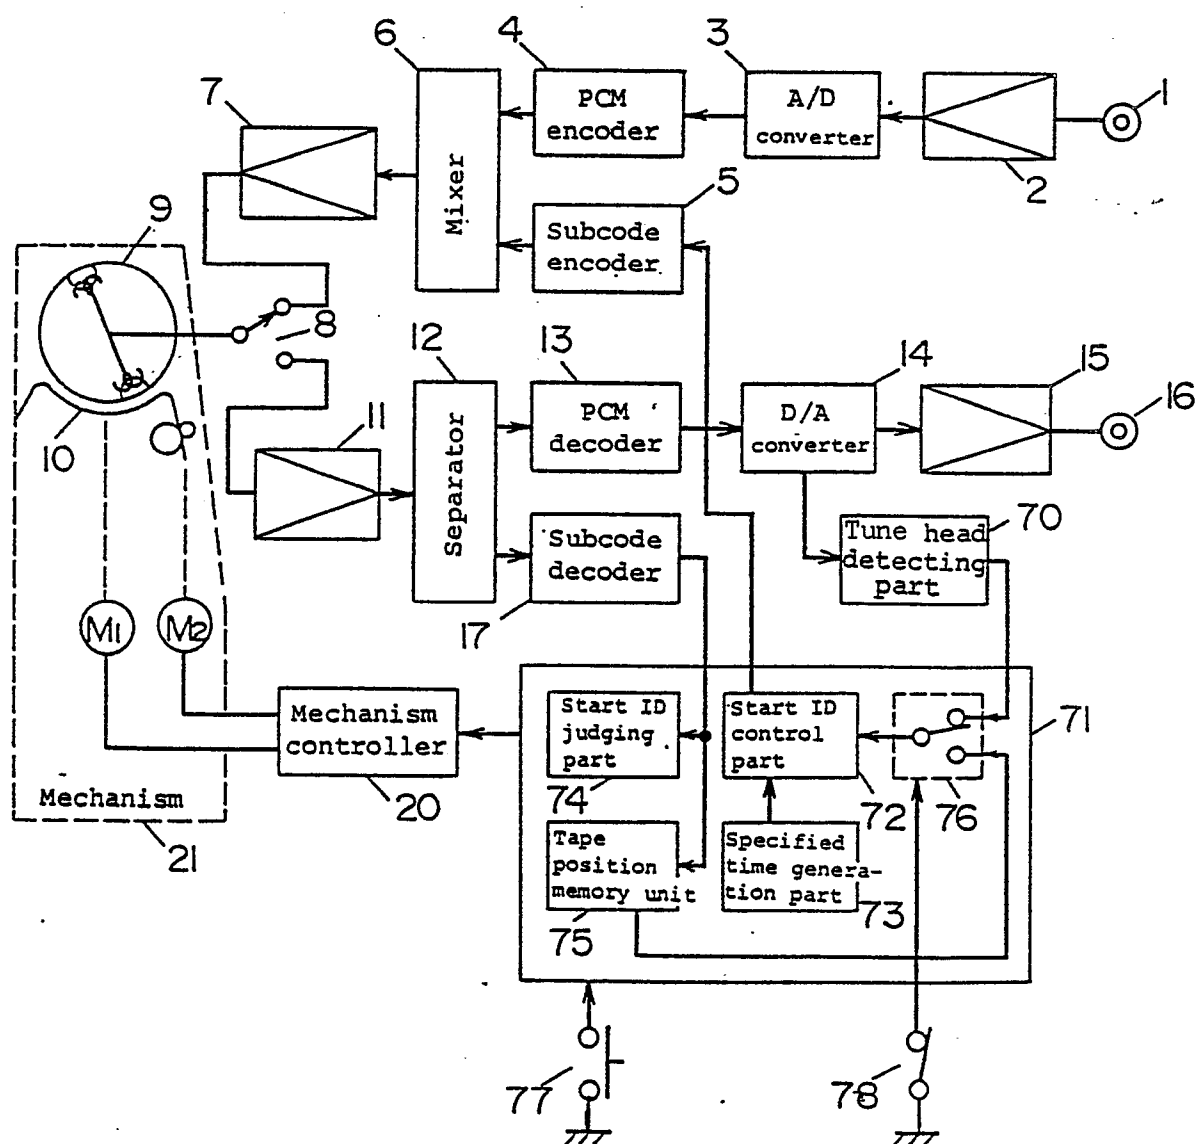 6
4
3
7
PCM
encoder
A/D
converter
1
Mixer
2
5
9
Subcode
encoder
8
12
13
14
15
16
11
PCM
decoder
D/A
converter
10
Separator
70
Tune head
detecting
part
Subcode
decoder
M1
M2
17
Mechanism
controller
Start ID
judging
part
Start ID
control
part
71
20
74
72
76
Mechanism
21
Tape
position
memory unit
Specified
time genera-
tion part
75
73
77
78